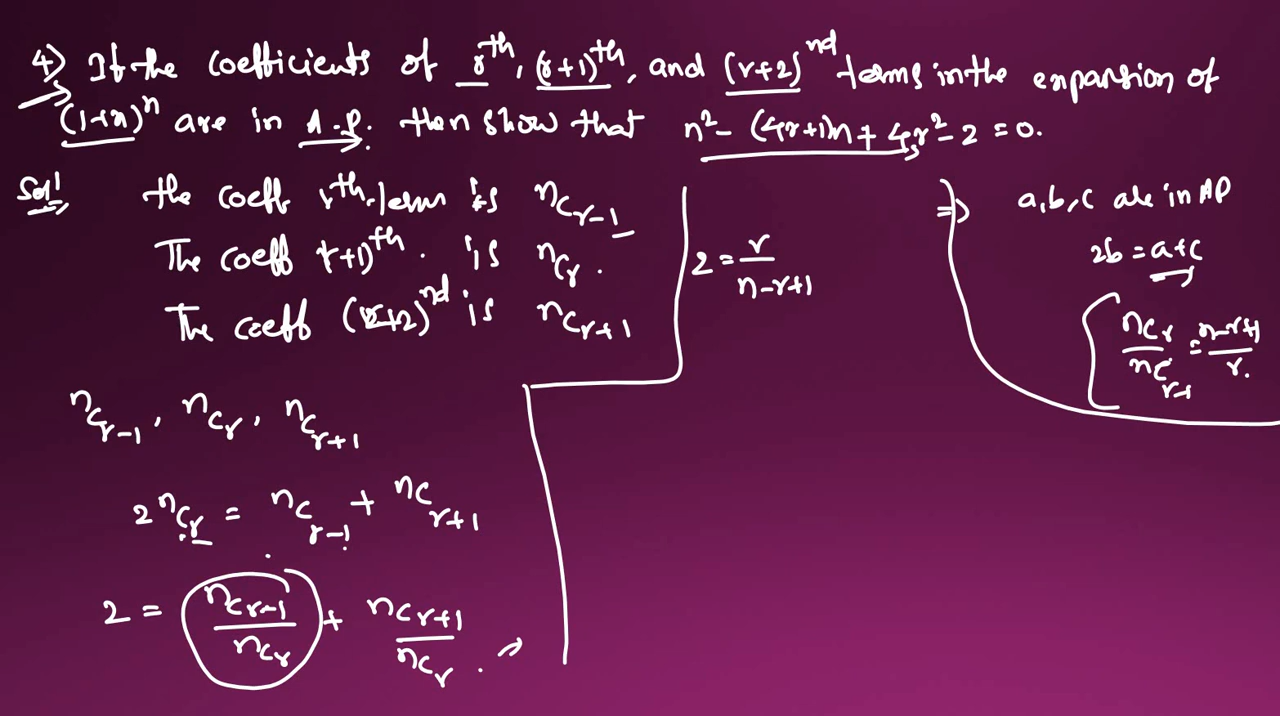 4) If the coefficients of rth, (r+1)th, and (r+2)nd terms in the expansion of
(1+x)^n are in A.P. then show that n² - (4r+1)n + 4r² - 2 = 0.
Sol! the coeff rth term is nC_{r-1}
The coeff r+1)th. is nC_r.
The coeff (r+2)nd is nC_{r+1}
nC_{r-1}, nC_r, nC_{r+1}
2 nC_r = nC_{r-1} + nC_{r+1}
2 = nC_{r-1}/nC_r + nC_{r+1}/nC_r. →
2 = r/(n-r+1)
⇒ a,b,c are in AP
2b = a+c
nC_r/nC_{r-1} = n-r+1/r.